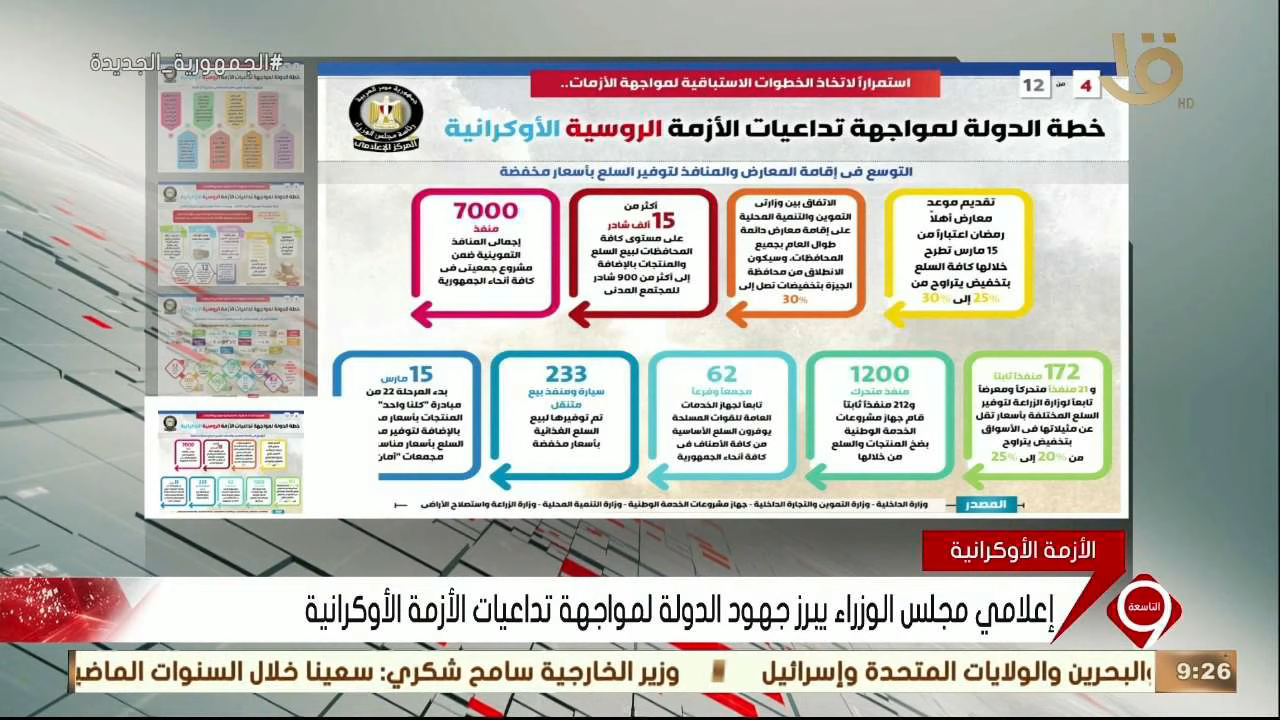 #الجمهورية_الجديدة
HD
4 من 12
استمراراً لاتخاذ الخطوات الاستباقية لمواجهة الأزمات..
خطة الدولة لمواجهة تداعيات الأزمة الروسية الأوكرانية
جمهورية مصر العربية
رئاسة مجلس الوزراء
المركز الإعلامي
التوسع فى إقامة المعارض والمنافذ لتوفير السلع بأسعار مخفضة
تقديم موعد
معارض أهلاً
رمضان اعتباراً من
15 مارس تطرح
خلالها كافة السلع
بتخفيض يتراوح من
25% إلى 30%
الاتفاق بين وزارتى
التموين والتنمية المحلية
على إقامة معارض دائمة
طوال العام بجميع
المحافظات، وسيكون
الانطلاق من محافظة
الجيزة بتخفيضات تصل إلى
30%
أكثر من
15 ألف شادر
على مستوى كافة
المحافظات لبيع السلع
والمنتجات بالإضافة
إلى أكثر من 900 شادر
للمجتمع المدنى
7000
منفذ
إجمالى المنافذ
التموينية ضمن
مشروع جمعيتى فى
كافة أنحاء الجمهورية
172 منفذاً ثابتاً
و 21 منفذاً متحركاً ومعرضاً
تابعاً لوزارة الزراعة لتوفير
السلع المختلفة بأسعار تقل
عن مثيلاتها فى الأسواق
بتخفيض يتراوح
من 20% إلى 25%
1200
منفذ متحرك
و212 منفذاً ثابتاً
قام جهاز مشروعات
الخدمة الوطنية
بضخ المنتجات والسلع
من خلالها
62
مجمعاً وفرعاً
تابعاً لجهاز الخدمات
العامة للقوات المسلحة
يوفرون السلع الأساسية
من كافة الأصناف فى
كافة أنحاء الجمهورية
233
سيارة ومنفذ بيع
متنقل
تم توفيرها لبيع
السلع الغذائية
بأسعار مخفضة
15 مارس
بدء المرحلة 22 من
مبادرة "كلنا واحد"
المنتجات بأسعار م
بالإضافة لتوفير م
السلع بأسعار مناس
مجمعات "أمان
المصدر
وزارة الداخلية - وزارة التموين والتجارة الداخلية - جهاز مشروعات الخدمة الوطنية - وزارة التنمية المحلية - وزارة الزراعة واستصلاح الأراضى
الأزمة الأوكرانية
التاسعة
9
إعلامي مجلس الوزراء يبرز جهود الدولة لمواجهة تداعيات الأزمة الأوكرانية
9:26
والبحرين والولايات المتحدة وإسرائيل
وزير الخارجية سامح شكري: سعينا خلال السنوات الماضي